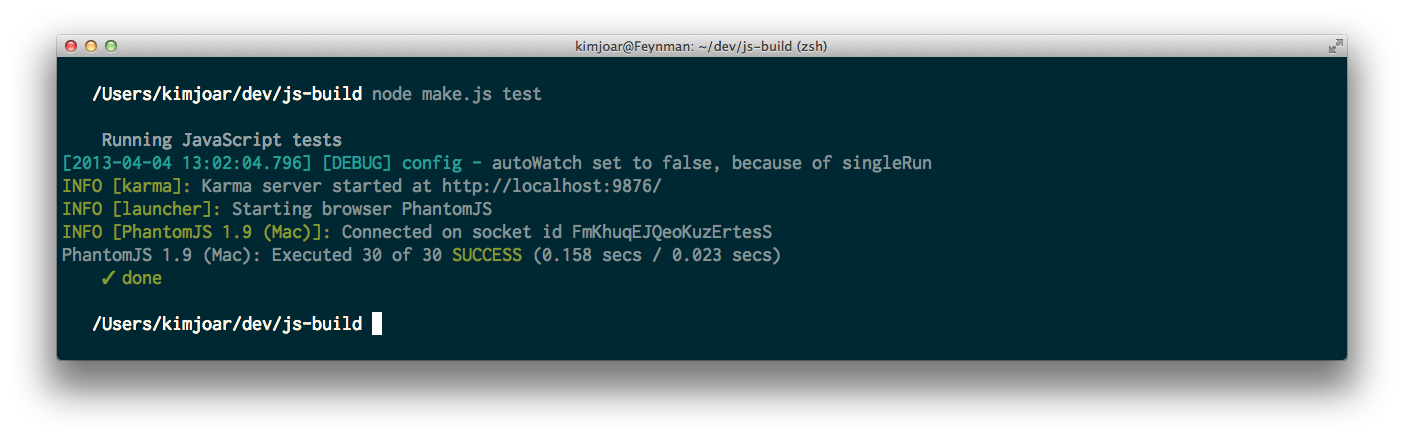 kimjoar@Feynman: ~/dev/js-build (zsh)
/Users/kimjoar/dev/js-build node make.js test
Running JavaScript tests
[2013-04-04 13:02:04.796] [DEBUG] config - autoWatch set to false, because of singleRun
INFO [karma]: Karma server started at http://localhost:9876/
INFO [launcher]: Starting browser PhantomJS
INFO [PhantomJS 1.9 (Mac)]: Connected on socket id FmKhuqEJQeoKuzErtesS
PhantomJS 1.9 (Mac): Executed 30 of 30 SUCCESS (0.158 secs / 0.023 secs)
✓ done
/Users/kimjoar/dev/js-build